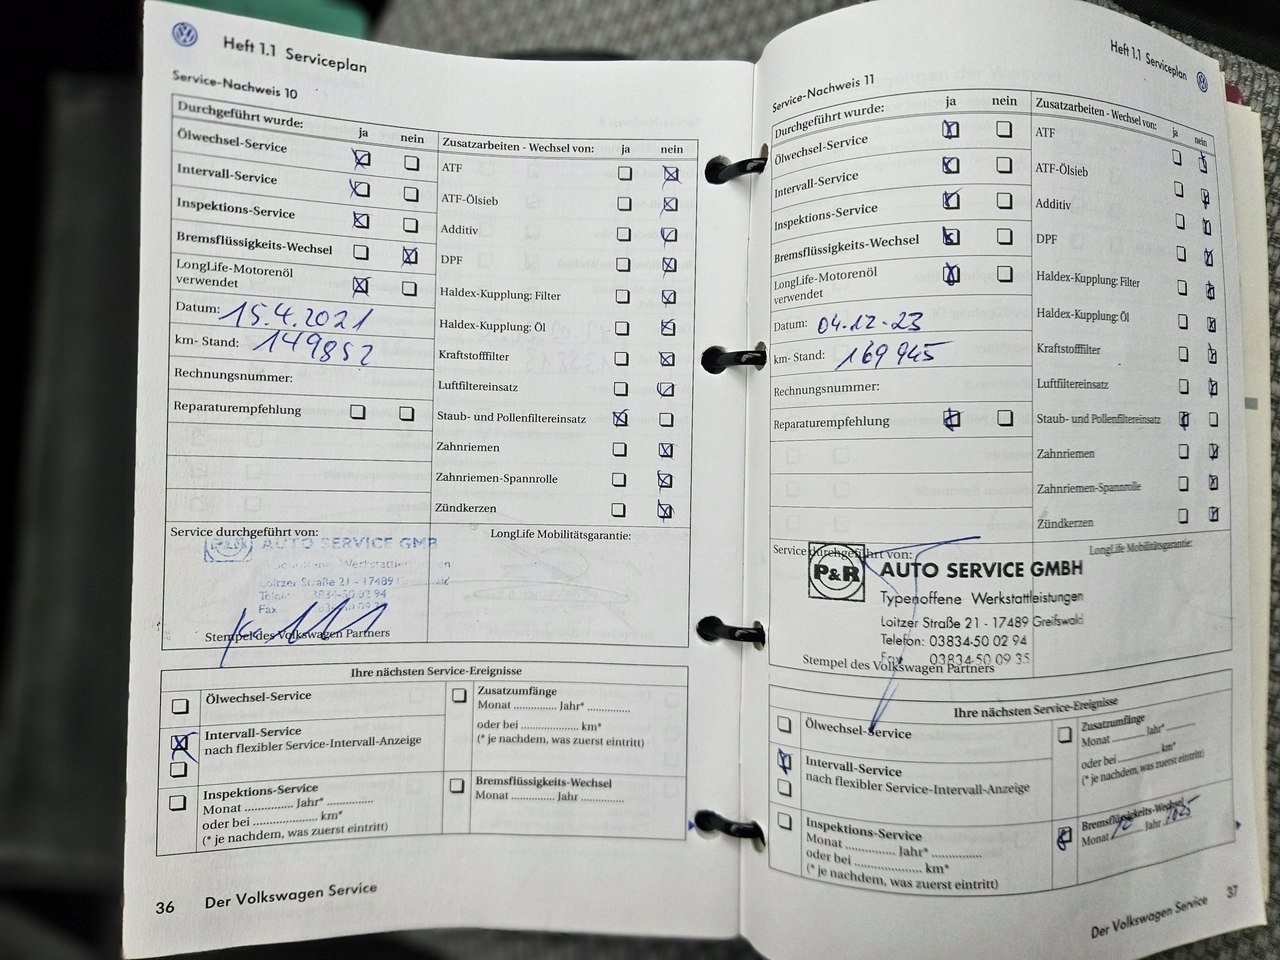 Heft 1.1 Serviceplan
Service-Nachweis 10
Durchgeführt wurde: ja nein
Ölwechsel-Service
Intervall-Service
Inspektions-Service
Bremsflüssigkeits-Wechsel
LongLife-Motorenöl
verwendet
Datum: 15.4.2021
km- Stand: 149852
Rechnungsnummer:
Reparaturempfehlung
Zusatzarbeiten - Wechsel von: ja nein
ATF
ATF-Ölsieb
Additiv
DPF
Haldex-Kupplung: Filter
Haldex-Kupplung: Öl
Kraftstofffilter
Luftfiltereinsatz
Staub- und Pollenfiltereinsatz
Zahnriemen
Zahnriemen-Spannrolle
Zündkerzen
Service durchgeführt von:
P&R AUTO SERVICE GMB
Loitzer Straße 21 - 17489
03834-50 02 94
Fax
Stempel des Volkswagen Partners
LongLife Mobilitätsgarantie:
Ihre nächsten Service-Ereignisse
Ölwechsel-Service
Intervall-Service
nach flexibler Service-Intervall-Anzeige
Inspektions-Service
Monat .............. Jahr* ..............
oder bei ................... km*
(* je nachdem, was zuerst eintritt)
Zusatzumfänge
Monat .............. Jahr* ..............
oder bei ................... km*
(* je nachdem, was zuerst eintritt)
Bremsflüssigkeits-Wechsel
Monat .............. Jahr ..............
36 Der Volkswagen Service
Heft 1.1 Serviceplan
Service-Nachweis 11
Durchgeführt wurde: ja nein
Ölwechsel-Service
Intervall-Service
Inspektions-Service
Bremsflüssigkeits-Wechsel
LongLife-Motorenöl
verwendet
Datum: 04-12-23
km- Stand: 169945
Rechnungsnummer:
Reparaturempfehlung
Zusatzarbeiten - Wechsel von: ja nein
ATF
ATF-Ölsieb
Additiv
DPF
Haldex-Kupplung: Filter
Haldex-Kupplung: Öl
Kraftstofffilter
Luftfiltereinsatz
Staub- und Pollenfiltereinsatz
Zahnriemen
Zahnriemen-Spannrolle
Zündkerzen
Service durchgeführt von:
P&R AUTO SERVICE GMBH
Typenoffene Werkstattleistungen
Loitzer Straße 21 - 17489 Greifswald
Telefon: 03834-50 02 94
Fax 03834-50 09 35
Stempel des Volkswagen Partners
LongLife Mobilitätsgarantie:
Ihre nächsten Service-Ereignisse
Ölwechsel-Service
Intervall-Service
nach flexibler Service-Intervall-Anzeige
Inspektions-Service
Monat .............. Jahr* ..............
oder bei ................... km*
(* je nachdem, was zuerst eintritt)
Zusatzumfänge
Monat .............. Jahr* ..............
oder bei ................... km*
(* je nachdem, was zuerst eintritt)
Bremsflüssigkeits-Wechsel
Monat Jahr 2025
Der Volkswagen Service 37